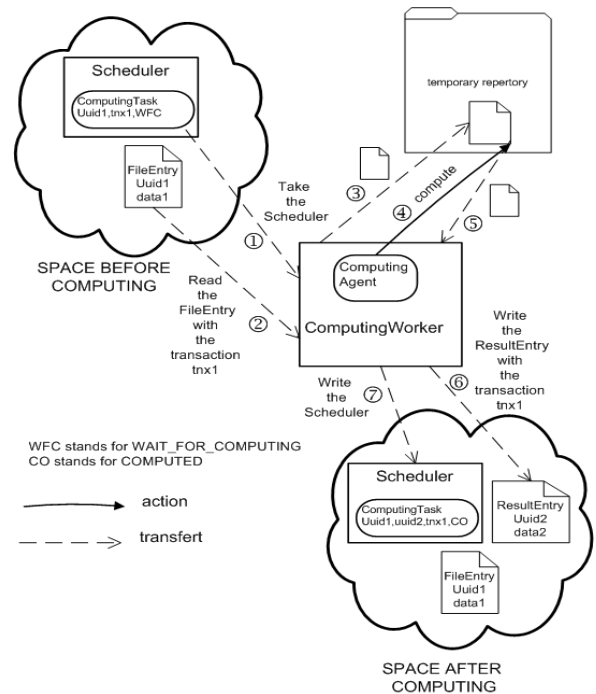 Scheduler
ComputingTask
Uuid1,tnx1,WFC
FileEntry
Uuid1
data1
SPACE BEFORE
COMPUTING
temporary repertory
Take
the
Scheduler
①
③
④
compute
⑤
Read
the
FileEntry
with
the
transaction
tnx1
②
Computing
Agent
ComputingWorker
Write
the
ResultEntry
with
the
transaction
tnx1
Write
the
Scheduler
⑦
⑥
WFC stands for WAIT_FOR_COMPUTING
CO stands for COMPUTED
action
transfert
Scheduler
ComputingTask
Uuid1,uuid2,tnx1,CO
ResultEntry
Uuid2
data2
FileEntry
Uuid1
data1
SPACE AFTER
COMPUTING